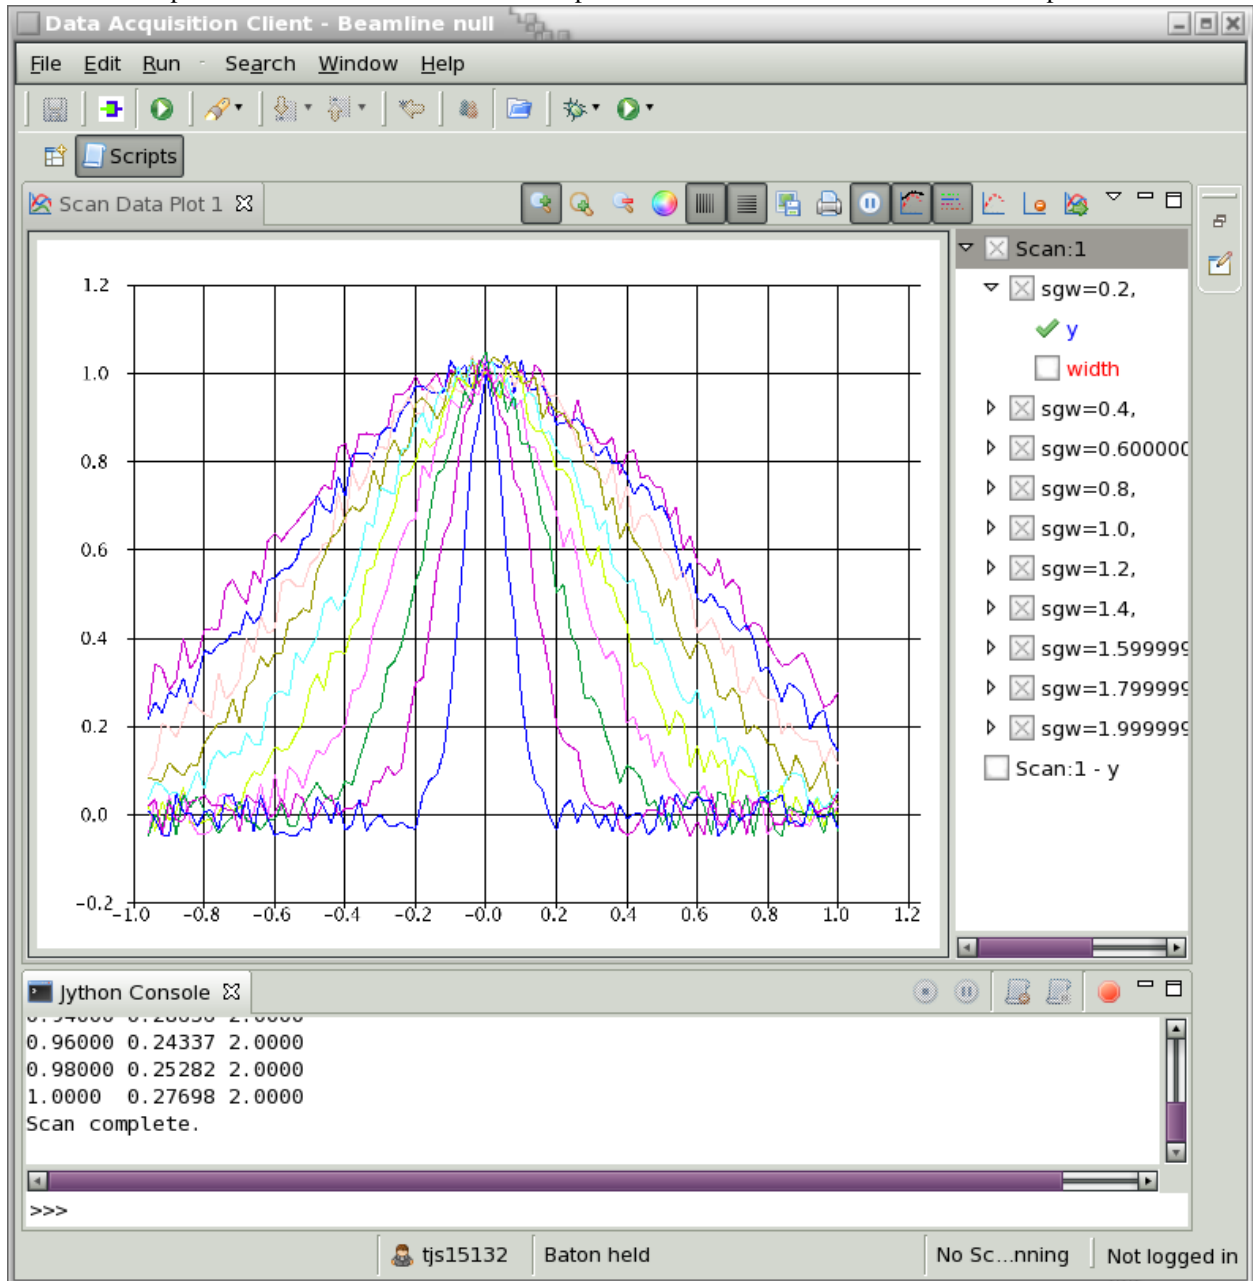 Data Acquisition Client - Beamline null
File Edit Run Search Window Help
Scripts
Scan Data Plot 1
1.2
1.0
0.8
0.6
0.4
0.2
0.0
-0.2
-1.0 -0.8 -0.6 -0.4 -0.2 -0.0 0.2 0.4 0.6 0.8 1.0 1.2
Scan:1
sgw=0.2,
y
width
sgw=0.4,
sgw=0.600000
sgw=0.8,
sgw=1.0,
sgw=1.2,
sgw=1.4,
sgw=1.599999
sgw=1.799999
sgw=1.999999
Scan:1 - y
Jython Console
0.96000 0.24337 2.0000
0.98000 0.25282 2.0000
1.0000 0.27698 2.0000
Scan complete.
>>>
tjs15132 Baton held No Sc...nning Not logged in